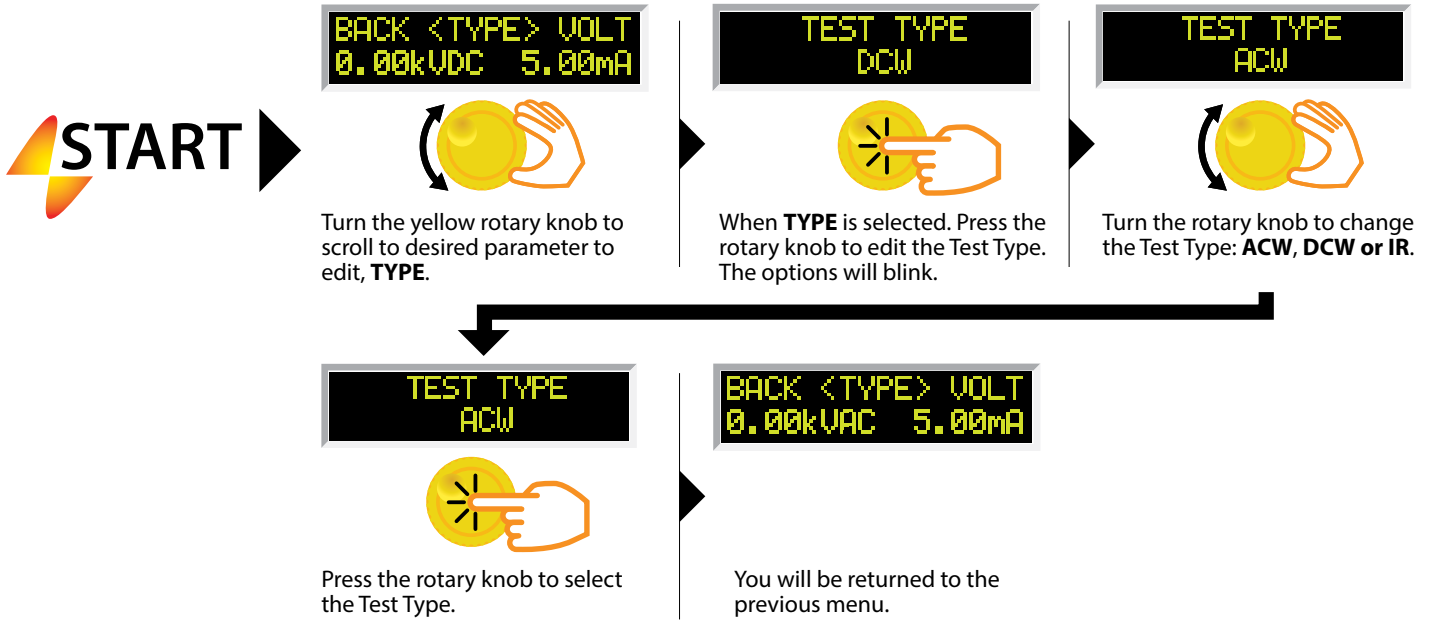 START
BACK <TYPE> VOLT
0.00kVDC 5.00mA
Turn the yellow rotary knob to
scroll to desired parameter to
edit, TYPE.
TEST TYPE
DCW
When TYPE is selected. Press the
rotary knob to edit the Test Type.
The options will blink.
TEST TYPE
ACW
Turn the rotary knob to change
the Test Type: ACW, DCW or IR.
TEST TYPE
ACW
Press the rotary knob to select
the Test Type.
BACK <TYPE> VOLT
0.00kVAC 5.00mA
You will be returned to the
previous menu.